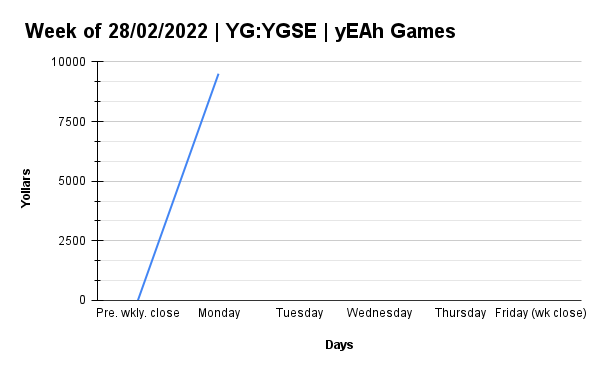 Week of 28/02/2022 | YG:YGSE | yEAh Games
10000
7500
5000
2500
0
Yollars
Pre. wkly. close Monday Tuesday Wednesday Thursday Friday (wk close)
Days